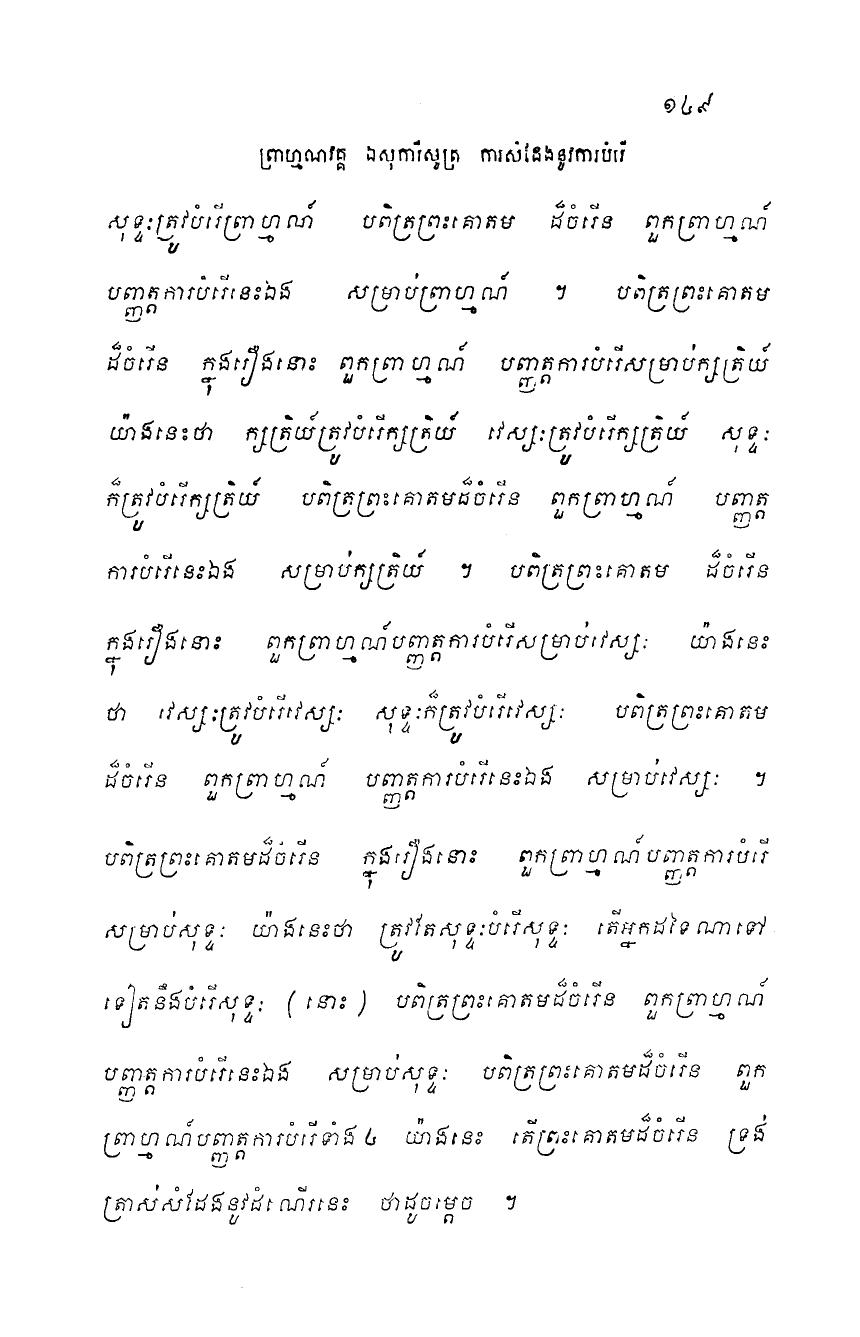 ១៤៩
ព្រាហ្មណវគ្គ ឯសុការីសូត្រ ការសំដែងនូវការបំរើ
សុទ្ទៈត្រូវបំរើព្រាហ្មណ៍ បពិត្រព្រះគោតម ដ៏ចំរើន ពួកព្រាហ្មណ៍
បញ្ញត្តការបំរើនេះឯង សម្រាប់ព្រាហ្មណ៍ ។ បពិត្រព្រះគោតម
ដ៏ចំរើន ក្នុងរឿងនោះ ពួកព្រាហ្មណ៍ បញ្ញត្តការបំរើសម្រាប់ក្សត្រិយ៍
យ៉ាងនេះថា ក្សត្រិយ៍ត្រូវបំរើក្សត្រិយ៍ វេស្សៈត្រូវបំរើក្សត្រិយ៍ សុទ្ទៈ
ក៏ត្រូវបំរើក្សត្រិយ៍ បពិត្រព្រះគោតមដ៏ចំរើន ពួកព្រាហ្មណ៍ បញ្ញត្ត
ការបំរើនេះឯង សម្រាប់ក្សត្រិយ៍ ។ បពិត្រព្រះគោតម ដ៏ចំរើន
ក្នុងរឿងនោះ ពួកព្រាហ្មណ៍បញ្ញត្តការបំរើសម្រាប់វេស្សៈ យ៉ាងនេះ
ថា វេស្សៈត្រូវបំរើវេស្សៈ សុទ្ទៈក៏ត្រូវបំរើវេស្សៈ បពិត្រព្រះគោតម
ដ៏ចំរើន ពួកព្រាហ្មណ៍ បញ្ញត្តការបំរើនេះឯង សម្រាប់វេស្សៈ ។
បពិត្រព្រះគោតមដ៏ចំរើន ក្នុងរឿងនោះ ពួកព្រាហ្មណ៍បញ្ញត្តការបំរើ
សម្រាប់សុទ្ទៈ យ៉ាងនេះថា ត្រូវតែសុទ្ទៈបំរើសុទ្ទៈ តើអ្នកដទៃណាទៅ
ទៀតនឹងបំរើសុទ្ទៈ (នោះ) បពិត្រព្រះគោតមដ៏ចំរើន ពួកព្រាហ្មណ៍
បញ្ញត្តការបំរើនេះឯង សម្រាប់សុទ្ទៈ បពិត្រព្រះគោតមដ៏ចំរើន ពួក
ព្រាហ្មណ៍បញ្ញត្តការបំរើទាំង៤ យ៉ាងនេះ តើព្រះគោតមដ៏ចំរើន ទ្រង់
ត្រាស់សំដែងនូវដំណើរនេះ ថាដូចម្តេច ។